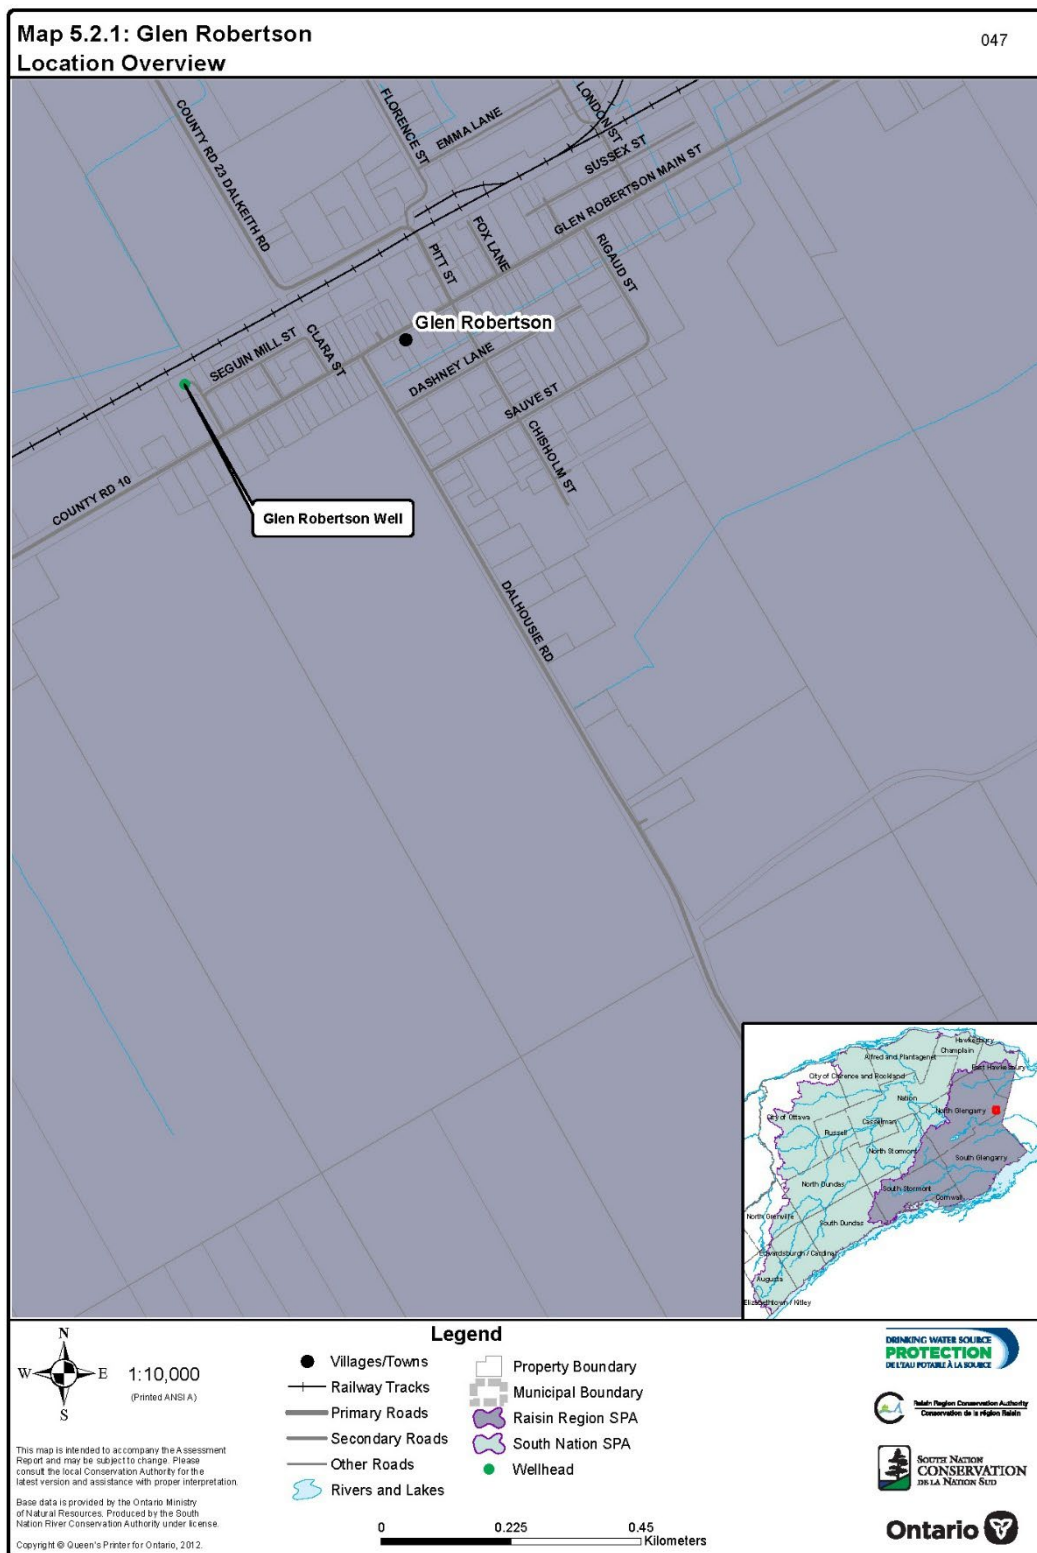 Map 5.2.1: Glen Robertson
Location Overview
047
COUNTY RD 23 DALKEITH RD
FLORENCE ST
EMMA LANE
LONDON ST
SUSSEX ST
GLEN ROBERTSON MAIN ST
FOX LANE
PITT ST
RIGAUD ST
Glen Robertson
SEGUIN MILL ST
CLARA ST
DASHNEY LANE
SAUVE ST
CHISHOLM ST
COUNTY RD 10
Glen Robertson Well
DALHOUSIE RD
Hawkesbury
Champlain
Alfred and Plantagenet
East Hawkesbury
City of Clarence and Rockland
Nation
North Glengarry
City of Ottawa
Casselman
Russell
North Stormont
South Glengarry
North Dundas
South Stormont
Cornwall
North Grenville
South Dundas
Edwardsburgh / Cardinal
Augusta
Elizabethtown / Kitley
N
W
E
S
1:10,000
(Printed ANSI A)
This map is intended to accompany the Assessment
Report and may be subject to change. Please
consult the local Conservation Authority for the
latest version and assistance with proper interpretation.
Base data is provided by the Ontario Ministry
of Natural Resources. Produced by the South
Nation River Conservation Authority under license.
Copyright © Queen's Printer for Ontario, 2012.
Legend
Villages/Towns
Railway Tracks
Primary Roads
Secondary Roads
Other Roads
Rivers and Lakes
Property Boundary
Municipal Boundary
Raisin Region SPA
South Nation SPA
Wellhead
0
0.225
0.45
Kilometers
DRINKING WATER SOURCE
PROTECTION
DE L'EAU POTABLE À LA SOURCE
Raisin Region Conservation Authority
Conservation de la région Raisin
SOUTH NATION
CONSERVATION
DE LA NATION SUD
Ontario